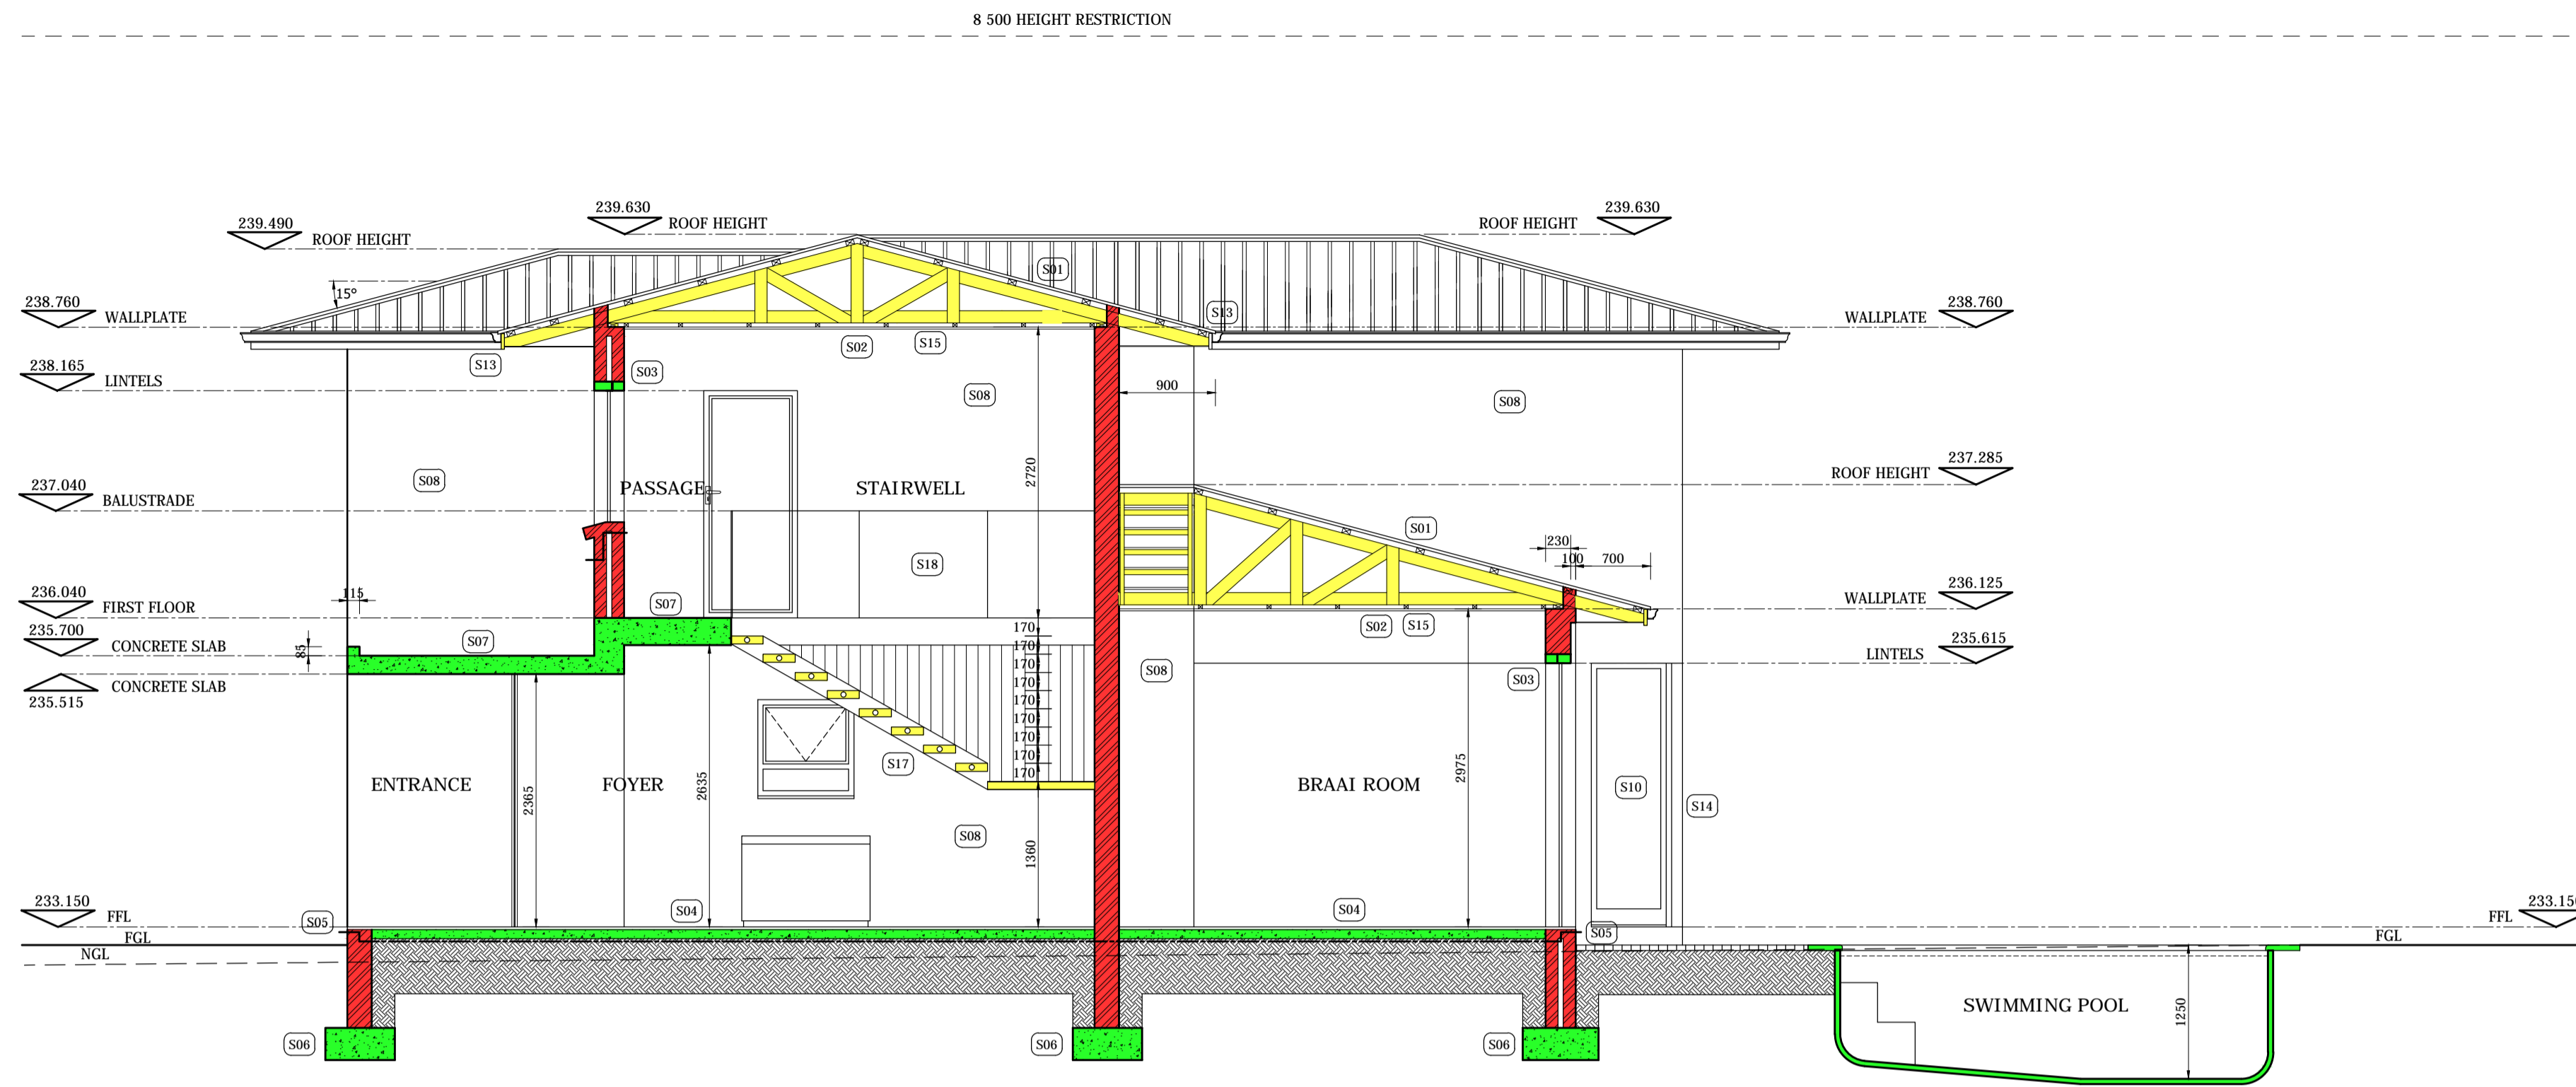 8 500 HEIGHT RESTRICTION
239.490
ROOF HEIGHT
239.630
ROOF HEIGHT
ROOF HEIGHT
239.630
15°
S01
238.760
WALLPLATE
S13
238.760
WALLPLATE
S02
S15
238.165
LINTELS
S13
S03
S08
900
S08
S08
2720
237.040
BALUSTRADE
PASSAGE
STAIRWELL
ROOF HEIGHT
237.285
S01
S18
230
100
700
236.040
FIRST FLOOR
115
S07
WALLPLATE
236.125
235.700
CONCRETE SLAB
85
S07
170
170
170
170
170
170
170
170
170
S02
S15
LINTELS
235.615
CONCRETE SLAB
235.515
S08
S03
ENTRANCE
2365
FOYER
2635
S17
S08
1360
BRAAI ROOM
2975
S10
S14
233.150
FFL
S05
S04
S04
S05
FFL
FGL
FGL
NGL
SWIMMING POOL
1250
S06
S06
S06